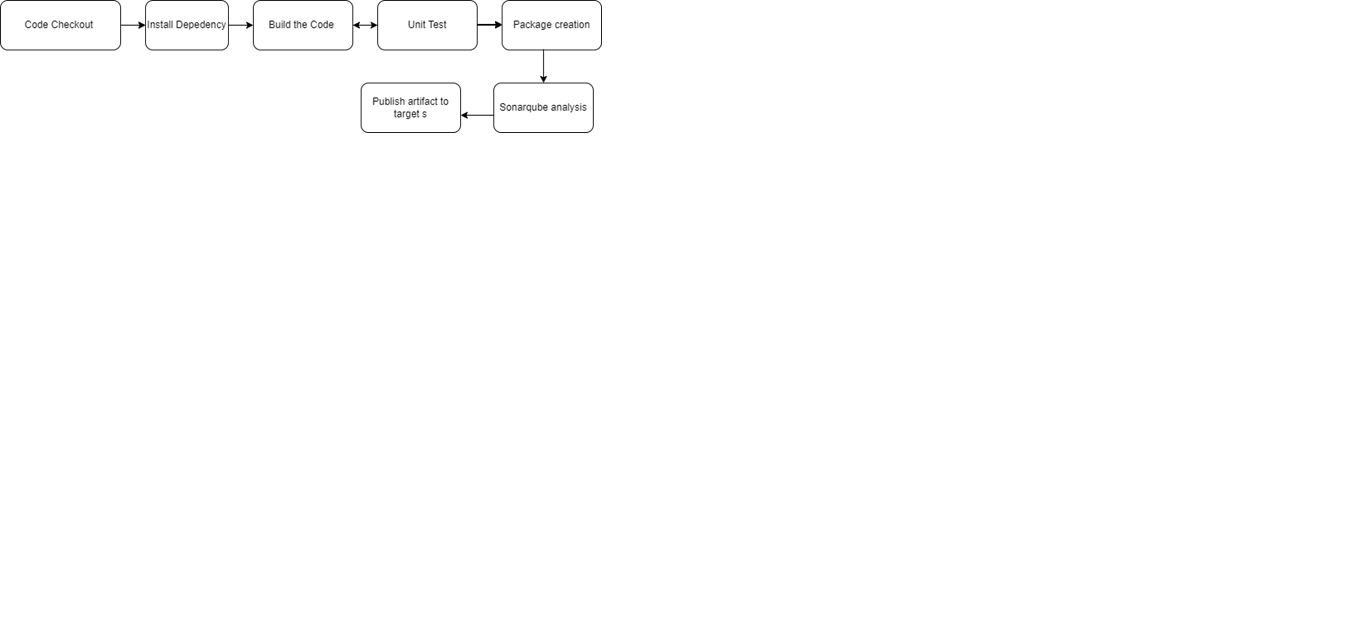 Code Checkout
Install Depedency
Build the Code
Unit Test
Package creation
Publish artifact to
target s
Sonarqube analysis